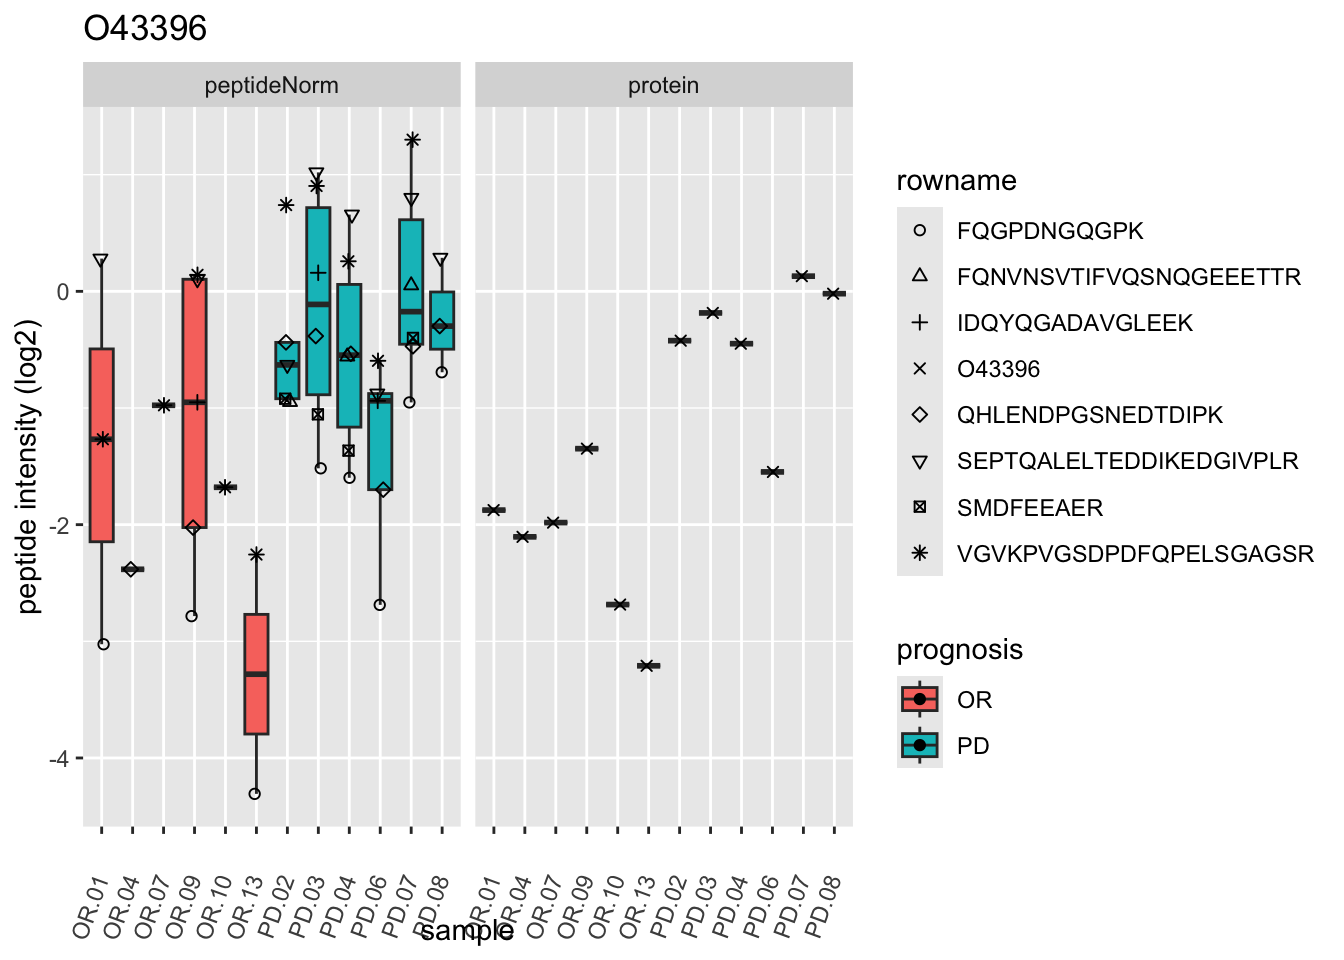 O43396
peptideNorm
protein
peptide intensity (log2)
0
-2
-4
OR.01
OR.04
OR.07
OR.09
OR.10
OR.13
PD.02
PD.03
PD.04
PD.06
PD.07
PD.08
OR.01
OR.04
OR.07
OR.09
OR.10
OR.13
PD.02
PD.03
PD.04
PD.06
PD.07
PD.08
sample
rowname
FQGPDNGQGPK
FQNVNSVTIFVQSNQGEEETTR
IDQYQGADAVGLEEK
O43396
QHLENDPGSNEDTDIPK
SEPTQALELTEDDIKEDGIVPLR
SMDFEEAER
VGVKPVGSDPDFQPELSGAGSR
prognosis
OR
PD